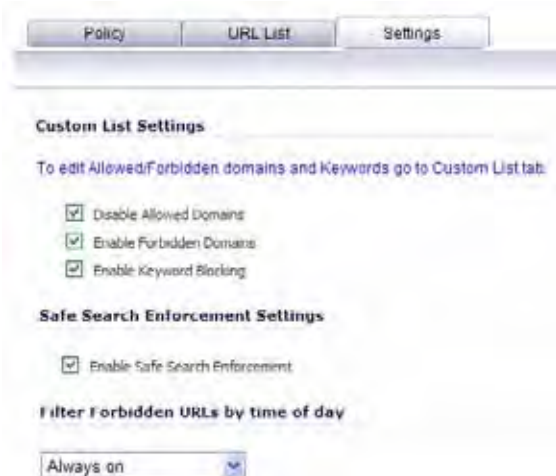 Policy URL List Settings
Custom List Settings
To edit Allowed/Forbidden domains and Keywords go to Custom List tab.
Disable Allowed Domains
Enable Forbidden Domains
Enable Keyword Blocking
Safe Search Enforcement Settings
Enable Safe Search Enforcement
Filter Forbidden URLs by time of day
Always on